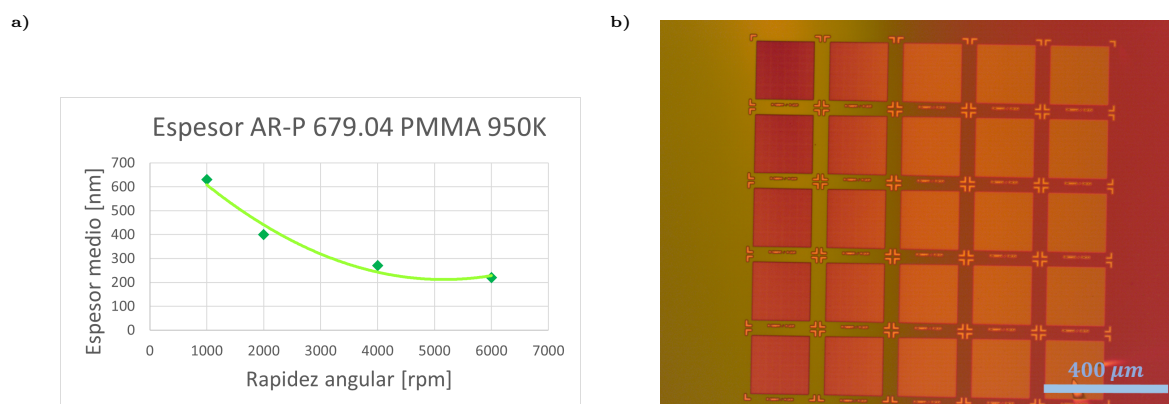 a)
Espesor AR-P 679.04 PMMA 950K
Espesor medio [nm]
700
600
500
400
300
200
100
0
0 1000 2000 3000 4000 5000 6000 7000
Rapidez angular [rpm]
b)
400 μm